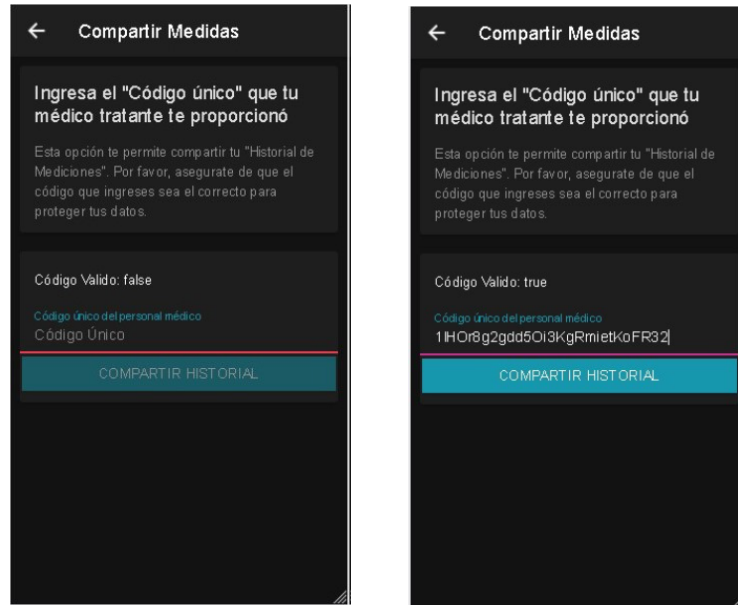 Compartir Medidas
Ingresa el "Código único" que tu
médico tratante te proporcionó
Esta opción te permite compartir tu "Historial de
Mediciones". Por favor, asegurate de que el
código que ingreses sea el correcto para
proteger tus datos.
Código Valido: false
Código único del personal médico
Código Único
COMPARTIR HISTORIAL
Compartir Medidas
Ingresa el "Código único" que tu
médico tratante te proporcionó
Esta opción te permite compartir tu "Historial de
Mediciones". Por favor, asegurate de que el
código que ingreses sea el correcto para
proteger tus datos.
Código Valido: true
Código único del personal médico
COMPARTIR HISTORIAL